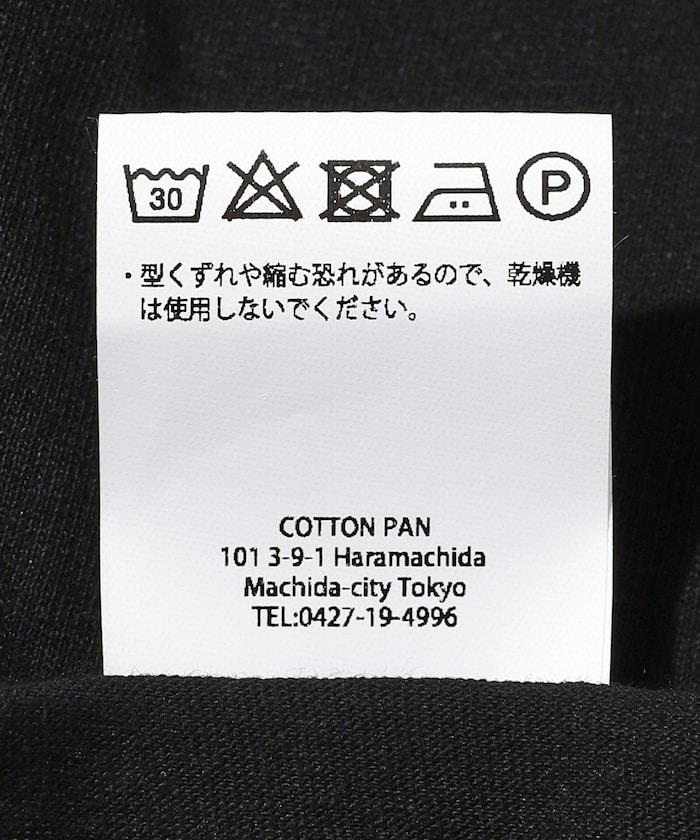 30 P
・型くずれや縮む恐れがあるので、乾燥機
は使用しないでください。
COTTON PAN
101 3-9-1 Haramachida
Machida-city Tokyo
TEL:0427-19-4996